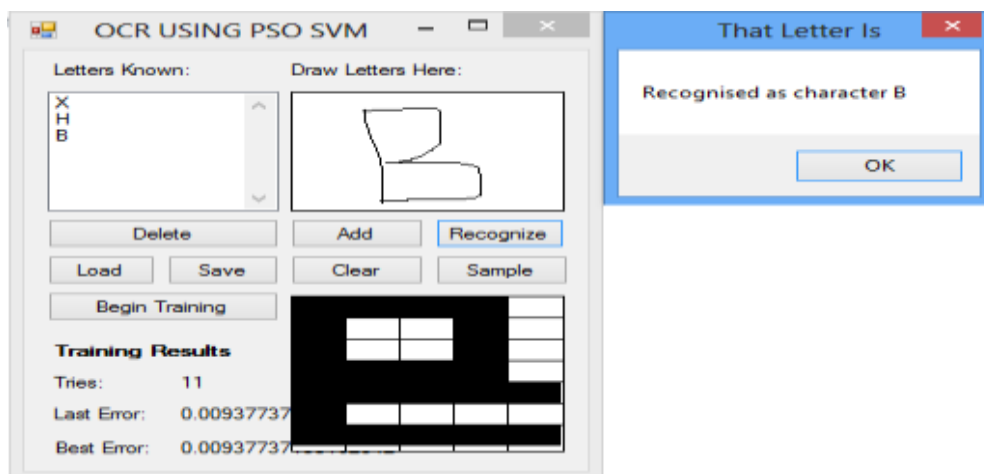 OCR USING PSO SVM
Letters Known:
Draw Letters Here:
X
H
B
Delete
Add
Recognize
Load
Save
Clear
Sample
Begin Training
Training Results
Tries: 11
Last Error: 0.00937737
Best Error: 0.00937737
That Letter Is
Recognised as character B
OK